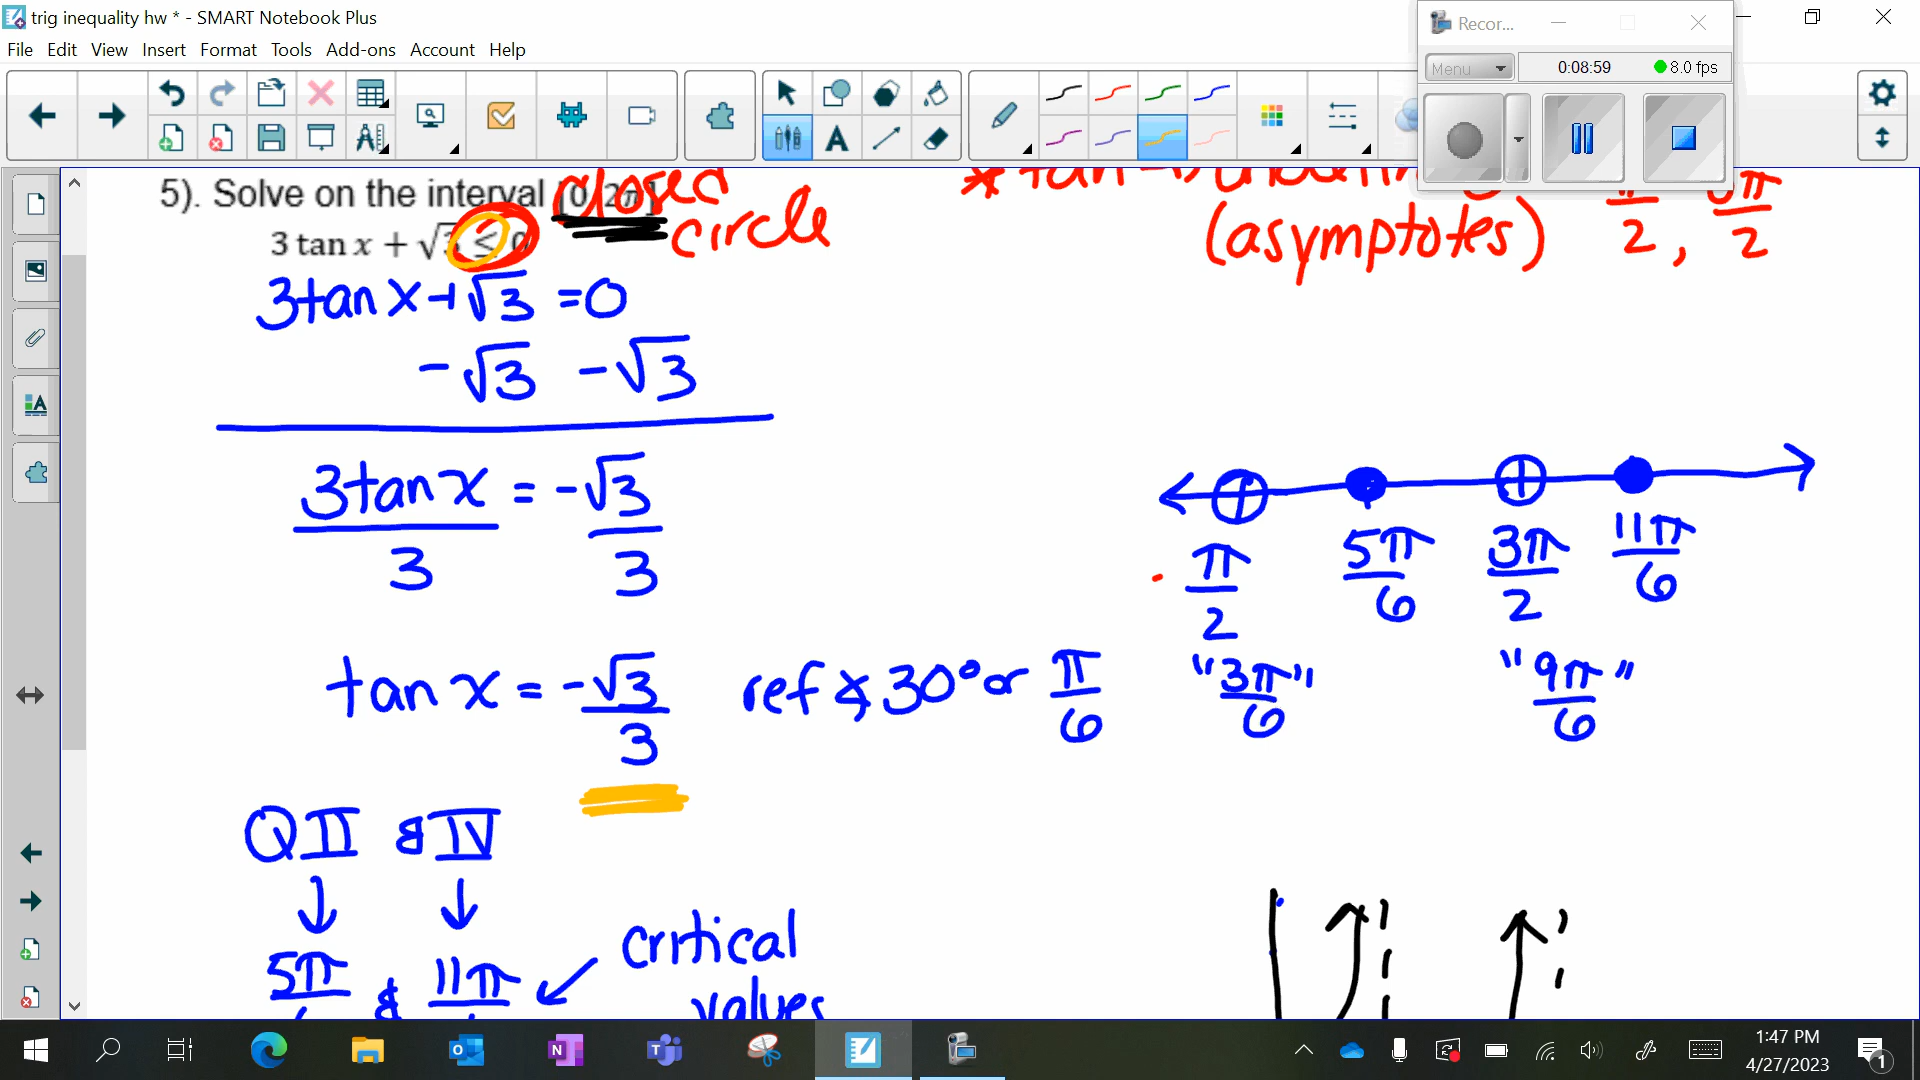 trig inequality hw * - SMART Notebook Plus
File Edit View Insert Format Tools Add-ons Account Help
Recor...
Menu
0:08:59
8.0 fps
5). Solve on the interval [0, 2π]
closed
circle
3 tan x + √3 ≤ 0
(asymptotes)
π/2 ,
π/2
3tanx+√3 =0
-√3 -√3
3tanx/3 = -√3/3
tan x = -√3/3 ref ∡ 30° or π/6
π/2 5π/6 3π/2 11π/6
"3π/6" "9π/6"
QII & IV
↓ ↓
5π & 11π
critical
values
1:47 PM
4/27/2023
1